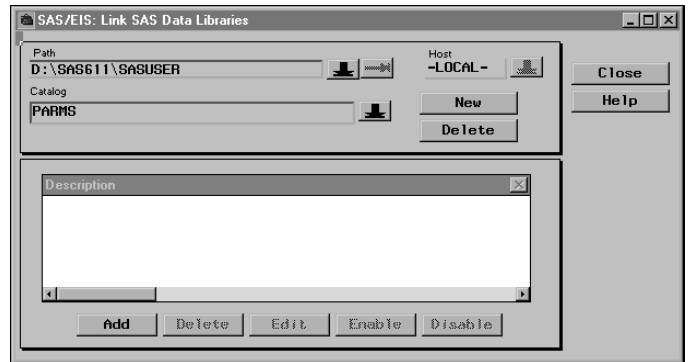 SAS/EIS: Link SAS Data Libraries
Path
D:\SAS611\SASUSER
Host
-LOCAL-
Close
Catalog
PARMS
New
Help
Delete
Description
Add Delete Edit Enable Disable